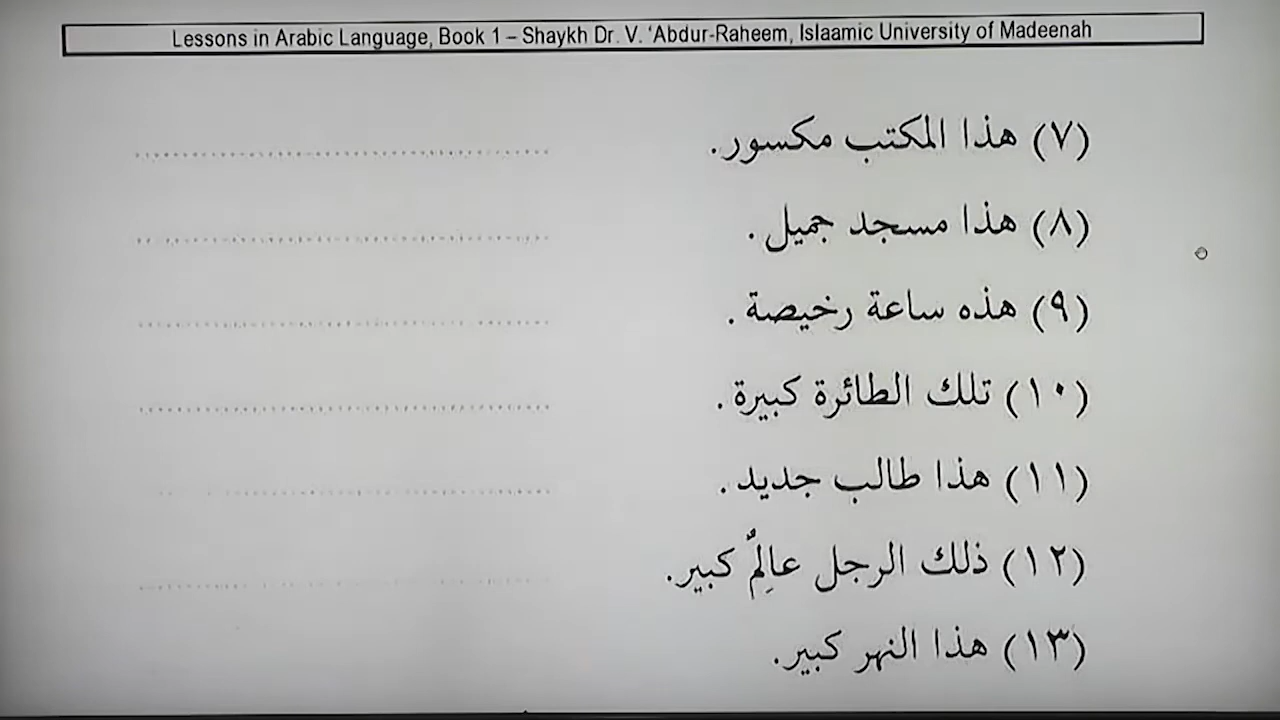 Lessons in Arabic Language, Book 1 – Shaykh Dr. V. ‘Abdur-Raheem, Islaamic University of Madeenah
(٧) هذا المكتب مكسور.
(٨) هذا مسجد جميل.
(٩) هذه ساعة رخيصة.
(١٠) تلك الطائرة كبيرة.
(١١) هذا طالب جديد.
(١٢) ذلك الرجل عالِمٌ كبير.
(١٣) هذا النهر كبير.